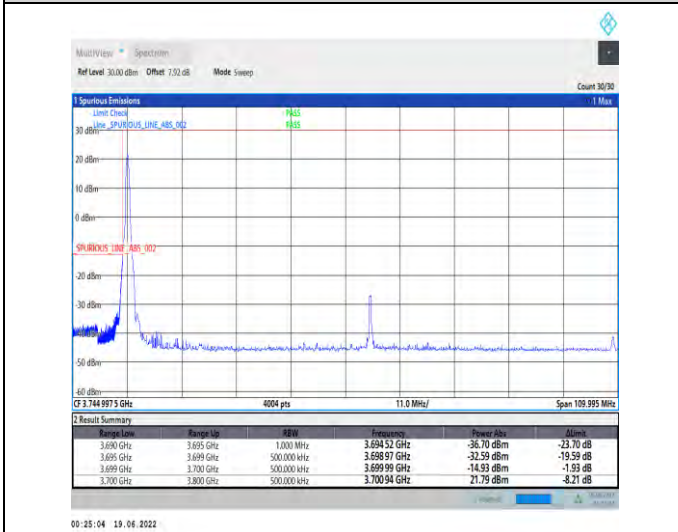 MultiView Spectrum
Ref Level 30.00 dBm Offset 7.92 dB Mode Sweep
Count 30/30
1 Spurious Emissions 1 Max
Limit Check PASS
Line _SPURIOUS_LINE_ABS_002 PASS
30 dBm
20 dBm
10 dBm
0 dBm
SPURIOUS_LINE_ABS_002
-20 dBm
-30 dBm
-40 dBm
-50 dBm
-60 dBm
CF 3.744 997 5 GHz 4004 pts 11.0 MHz/ Span 109.995 MHz
2 Result Summary
Range Low Range Up RBW Frequency Power Abs ΔLimit
3.690 GHz 3.695 GHz 1.000 MHz 3.694 52 GHz -36.70 dBm -23.70 dB
3.695 GHz 3.699 GHz 500.000 kHz 3.698 97 GHz -32.59 dBm -19.59 dB
3.699 GHz 3.700 GHz 500.000 kHz 3.699 99 GHz -14.93 dBm -1.93 dB
3.700 GHz 3.800 GHz 500.000 kHz 3.700 94 GHz 21.79 dBm -8.21 dB
00:25:04 19.06.2022